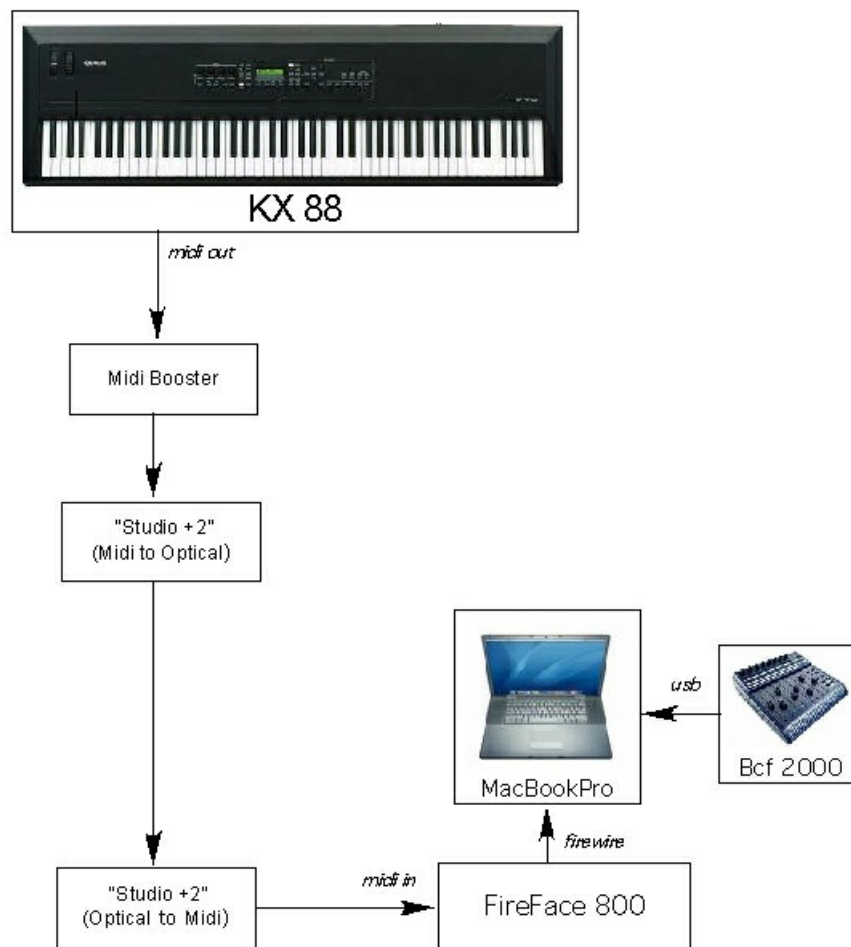 KX 88
midi out
Midi Booster
"Studio +2"
(Midi to Optical)
usb
MacBookPro
Bcf 2000
firewire
"Studio +2"
(Optical to Midi)
midi in
FireFace 800